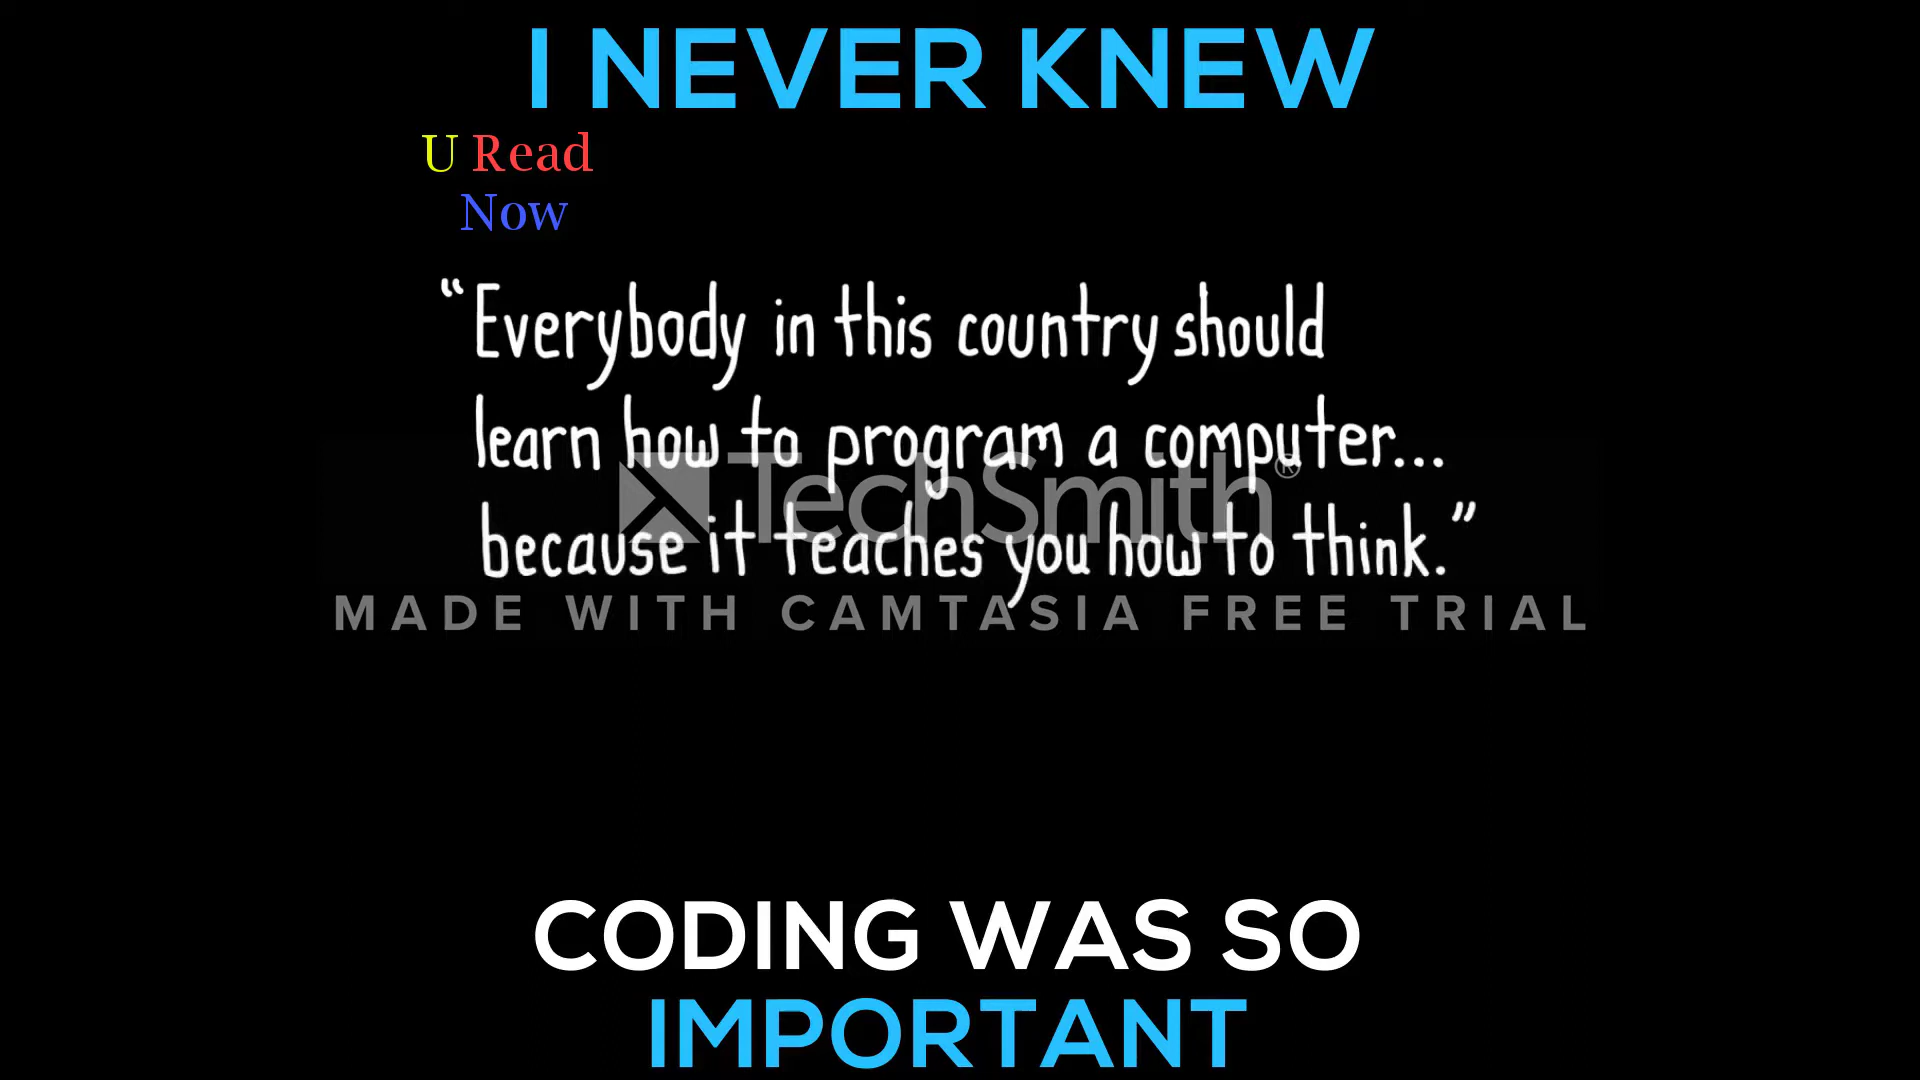 I NEVER KNEW
U Read
Now
“Everybody in this country should
learn how to program a computer...
TechSmith®
because it teaches you how to think.”
MADE WITH CAMTASIA FREE TRIAL
CODING WAS SO
IMPORTANT